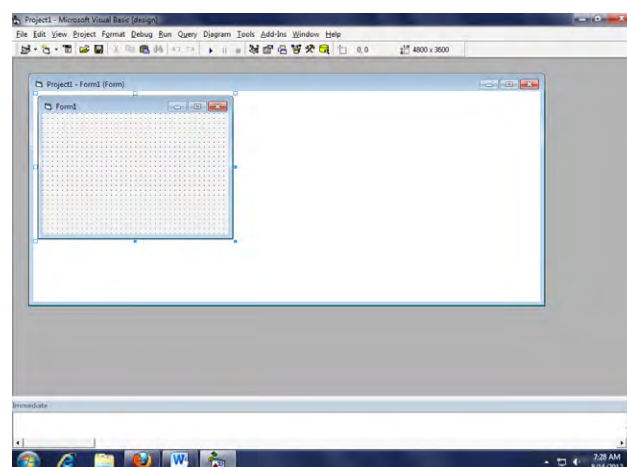 Project1 - Microsoft Visual Basic [design]
File Edit View Project Format Debug Run Query Diagram Tools Add-Ins Window Help
0, 0 4800 x 3600
Project1 - Form1 (Form)
Form1
Immediate
7:28 AM